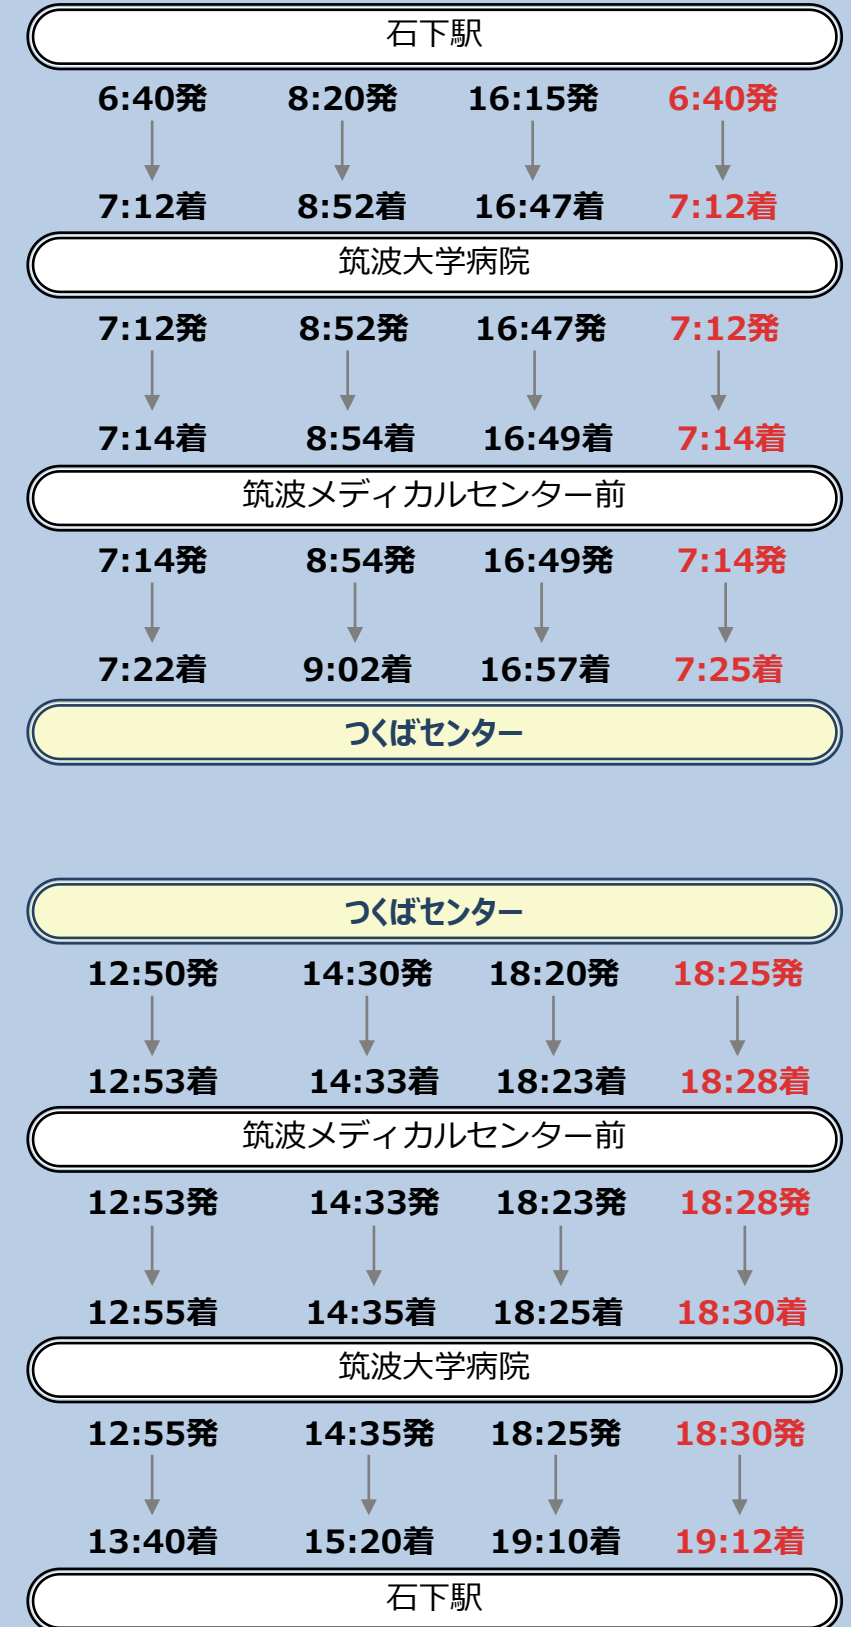 石下駅
6:40発 8:20発 16:15発 6:40発
7:12着 8:52着 16:47着 7:12着
筑波大学病院
7:12発 8:52発 16:47発 7:12発
7:14着 8:54着 16:49着 7:14着
筑波メディカルセンター前
7:14発 8:54発 16:49発 7:14発
7:22着 9:02着 16:57着 7:25着
つくばセンター
つくばセンター
12:50発 14:30発 18:20発 18:25発
12:53着 14:33着 18:23着 18:28着
筑波メディカルセンター前
12:53発 14:33発 18:23発 18:28発
12:55着 14:35着 18:25着 18:30着
筑波大学病院
12:55発 14:35発 18:25発 18:30発
13:40着 15:20着 19:10着 19:12着
石下駅